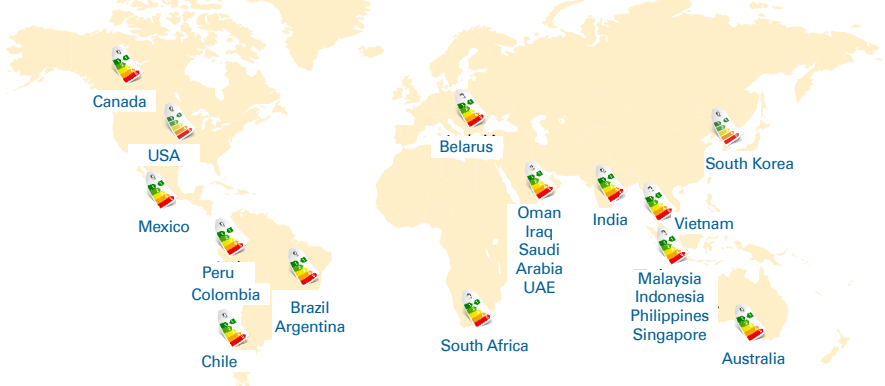 Canada
USA
Mexico
Peru
Colombia
Brazil
Argentina
Chile
Belarus
Oman
Iraq
Saudi
Arabia
UAE
South Africa
India
Vietnam
Malaysia
Indonesia
Philippines
Singapore
South Korea
Australia